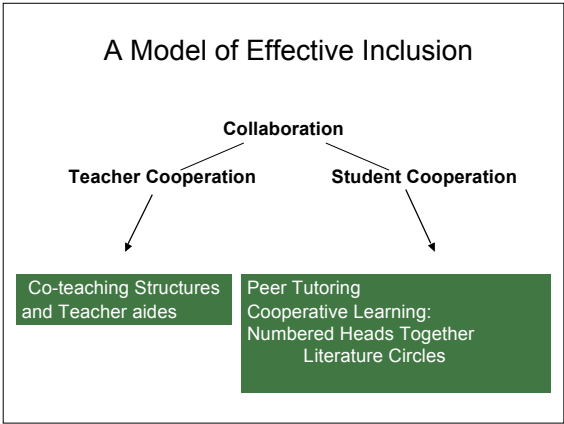 A Model of Effective Inclusion
Collaboration
Teacher Cooperation
Student Cooperation
Co-teaching Structures
and Teacher aides
Peer Tutoring
Cooperative Learning:
Numbered Heads Together
Literature Circles